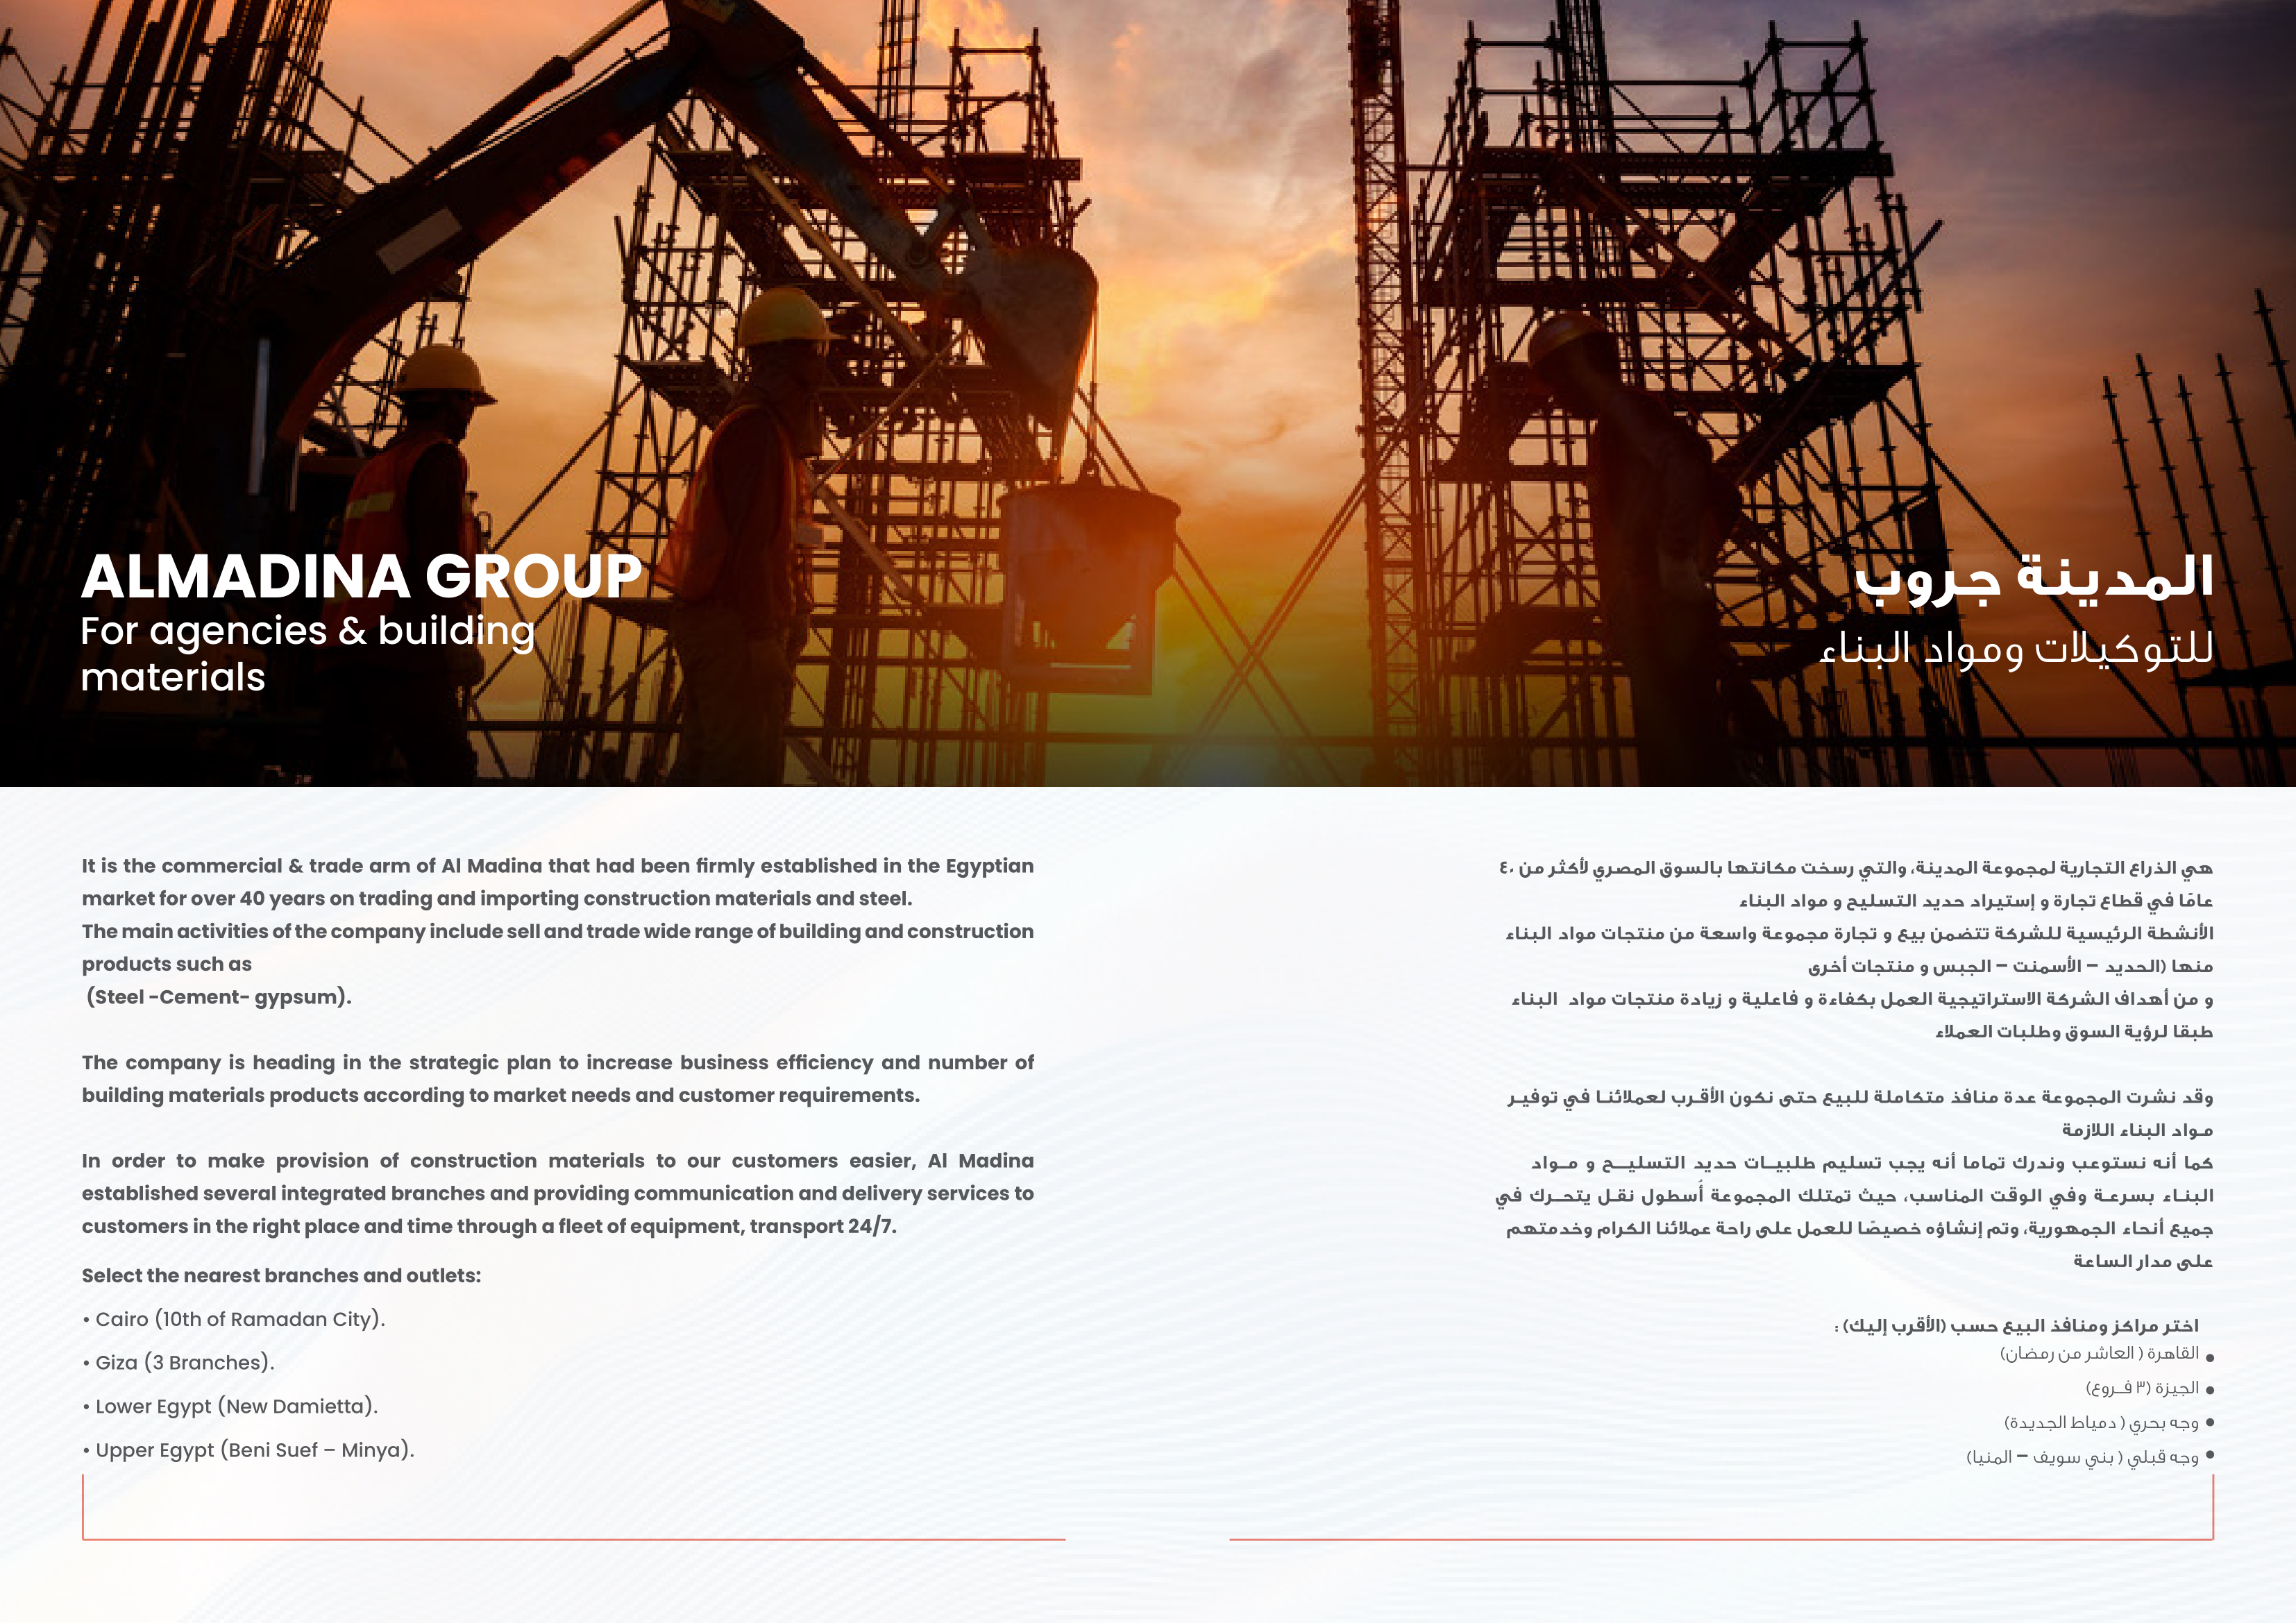 ALMADINA GROUP
For agencies & building
materials
المدينة جروب
للتوكيلات ومواد البناء
It is the commercial & trade arm of Al Madina that had been firmly established in the Egyptian
market for over 40 years on trading and importing construction materials and steel.
The main activities of the company include sell and trade wide range of building and construction
products such as
(Steel -Cement- gypsum).
The company is heading in the strategic plan to increase business efficiency and number of
building materials products according to market needs and customer requirements.
In order to make provision of construction materials to our customers easier, Al Madina
established several integrated branches and providing communication and delivery services to
customers in the right place and time through a fleet of equipment, transport 24/7.
Select the nearest branches and outlets:
• Cairo (10th of Ramadan City).
• Giza (3 Branches).
• Lower Egypt (New Damietta).
• Upper Egypt (Beni Suef – Minya).
هي الذراع التجارية لمجموعة المدينة، والتي رسخت مكانتها بالسوق المصري لأكثر من ٤٠
عامًا في قطاع تجارة و إستيراد حديد التسليح و مواد البناء
الأنشطة الرئيسية للشركة تتضمن بيع و تجارة مجموعة واسعة من منتجات مواد البناء
منها (الحديد – الأسمنت – الجبس و منتجات أخرى
و من أهداف الشركة الاستراتيجية العمل بكفاءة و فاعلية و زيادة منتجات مواد البناء
طبقا لرؤية السوق وطلبات العملاء
وقد نشرت المجموعة عدة منافذ متكاملة للبيع حتى نكون الأقـرب لعملائنـا في توفيـر
مـواد البناء اللازمة
كما أنه نستوعب وندرك تماما أنه يجب تسليم طلبيــات حديد التسليــح و مــواد
البنـاء بسرعـة وفي الوقت المناسب، حيث تمتلك المجموعة أُسطول نقـل يتحــرك في
جميع أنحاء الجمهورية، وتم إنشاؤه خصيصًا للعمل على راحة عملائنا الكرام وخدمتهم
على مدار الساعة
اختر مراكز ومنافذ البيع حسب (الأقرب إليك) :
● القاهرة ( العاشر من رمضان)
● الجيزة (٣ فــروع)
● وجه بحري ( دمياط الجديدة)
● وجه قبلي ( بني سويف – المنيا)